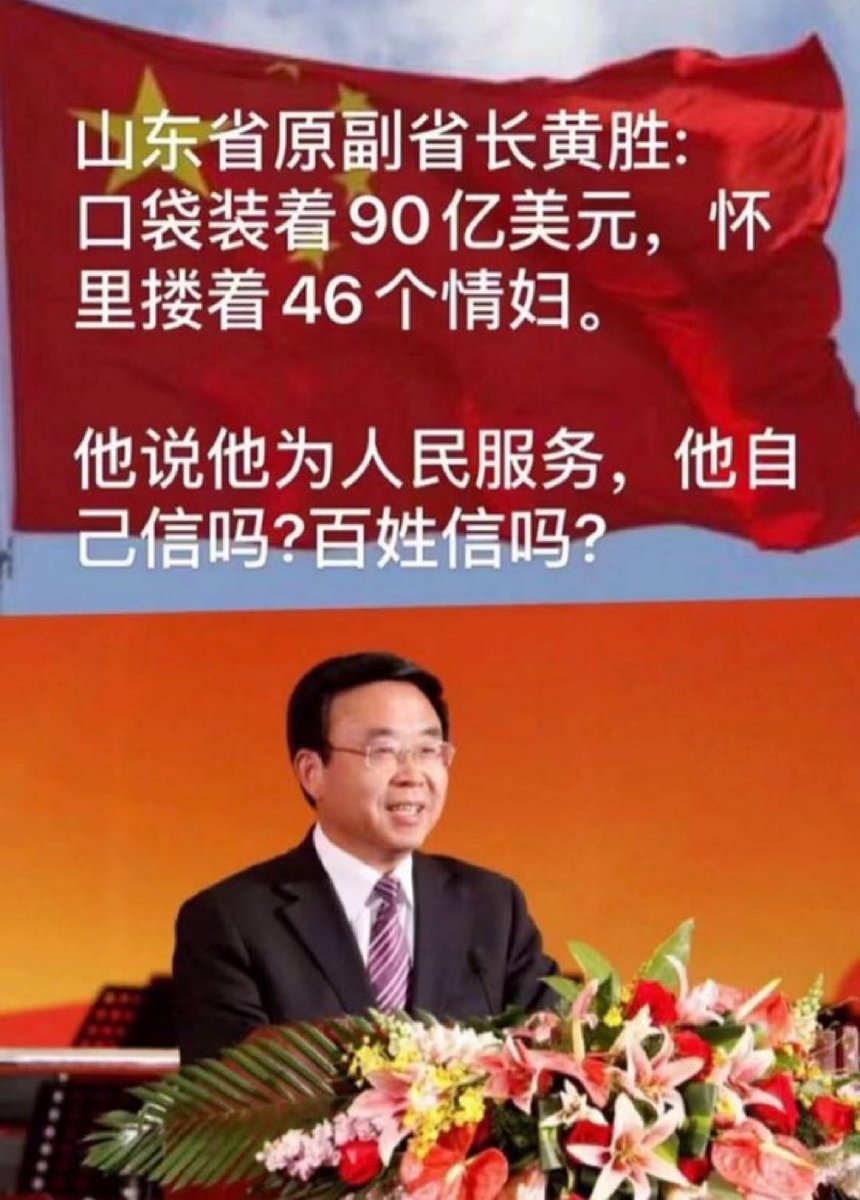 山东省原副省长黄胜:
口袋装着90亿美元，怀
里搂着46个情妇。
他说他为人民服务，他自
己信吗?百姓信吗?